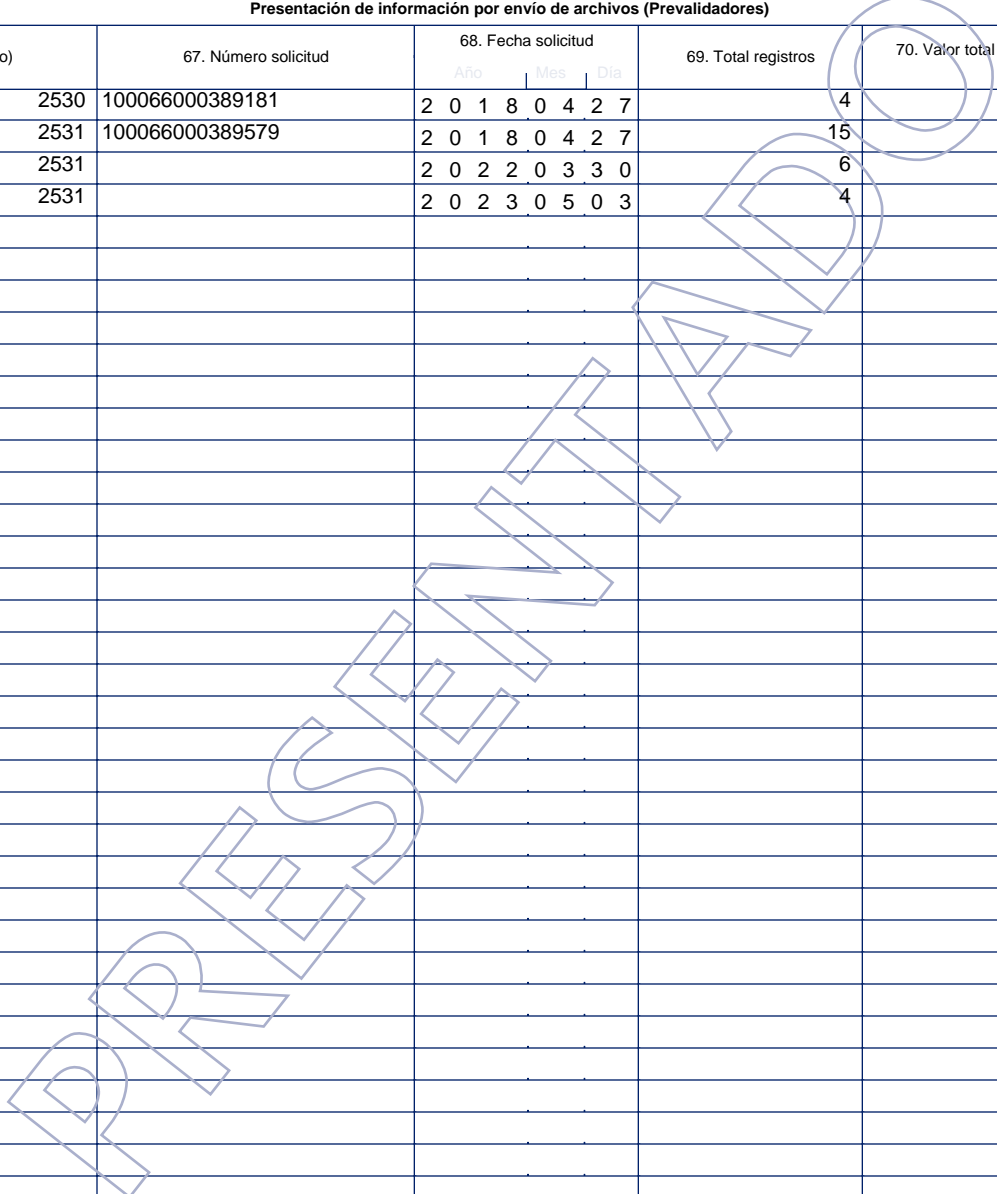 Presentación de información por envío de archivos (Prevalidadores)
o) 67. Número solicitud 68. Fecha solicitud 69. Total registros 70. Valor total
Año Mes Día
2530 100066000389181 2 0 1 8 0 4 2 7 4
2531 100066000389579 2 0 1 8 0 4 2 7 15
2531 2 0 2 2 0 3 3 0 6
2531 2 0 2 3 0 5 0 3 4
PRESENTADO